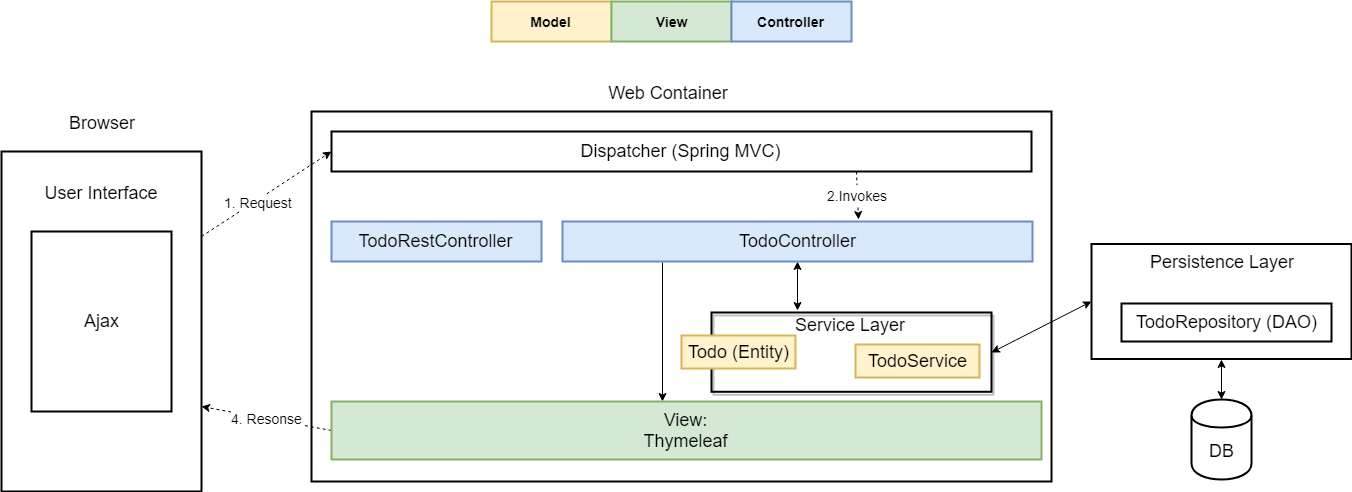 Model View Controller
Web Container
Browser
Dispatcher (Spring MVC)
User Interface
1. Request
2.Invokes
TodoRestController
TodoController
Persistence Layer
Ajax
Service Layer
TodoRepository (DAO)
Todo (Entity)
TodoService
4. Resonse
View:
Thymeleaf
DB